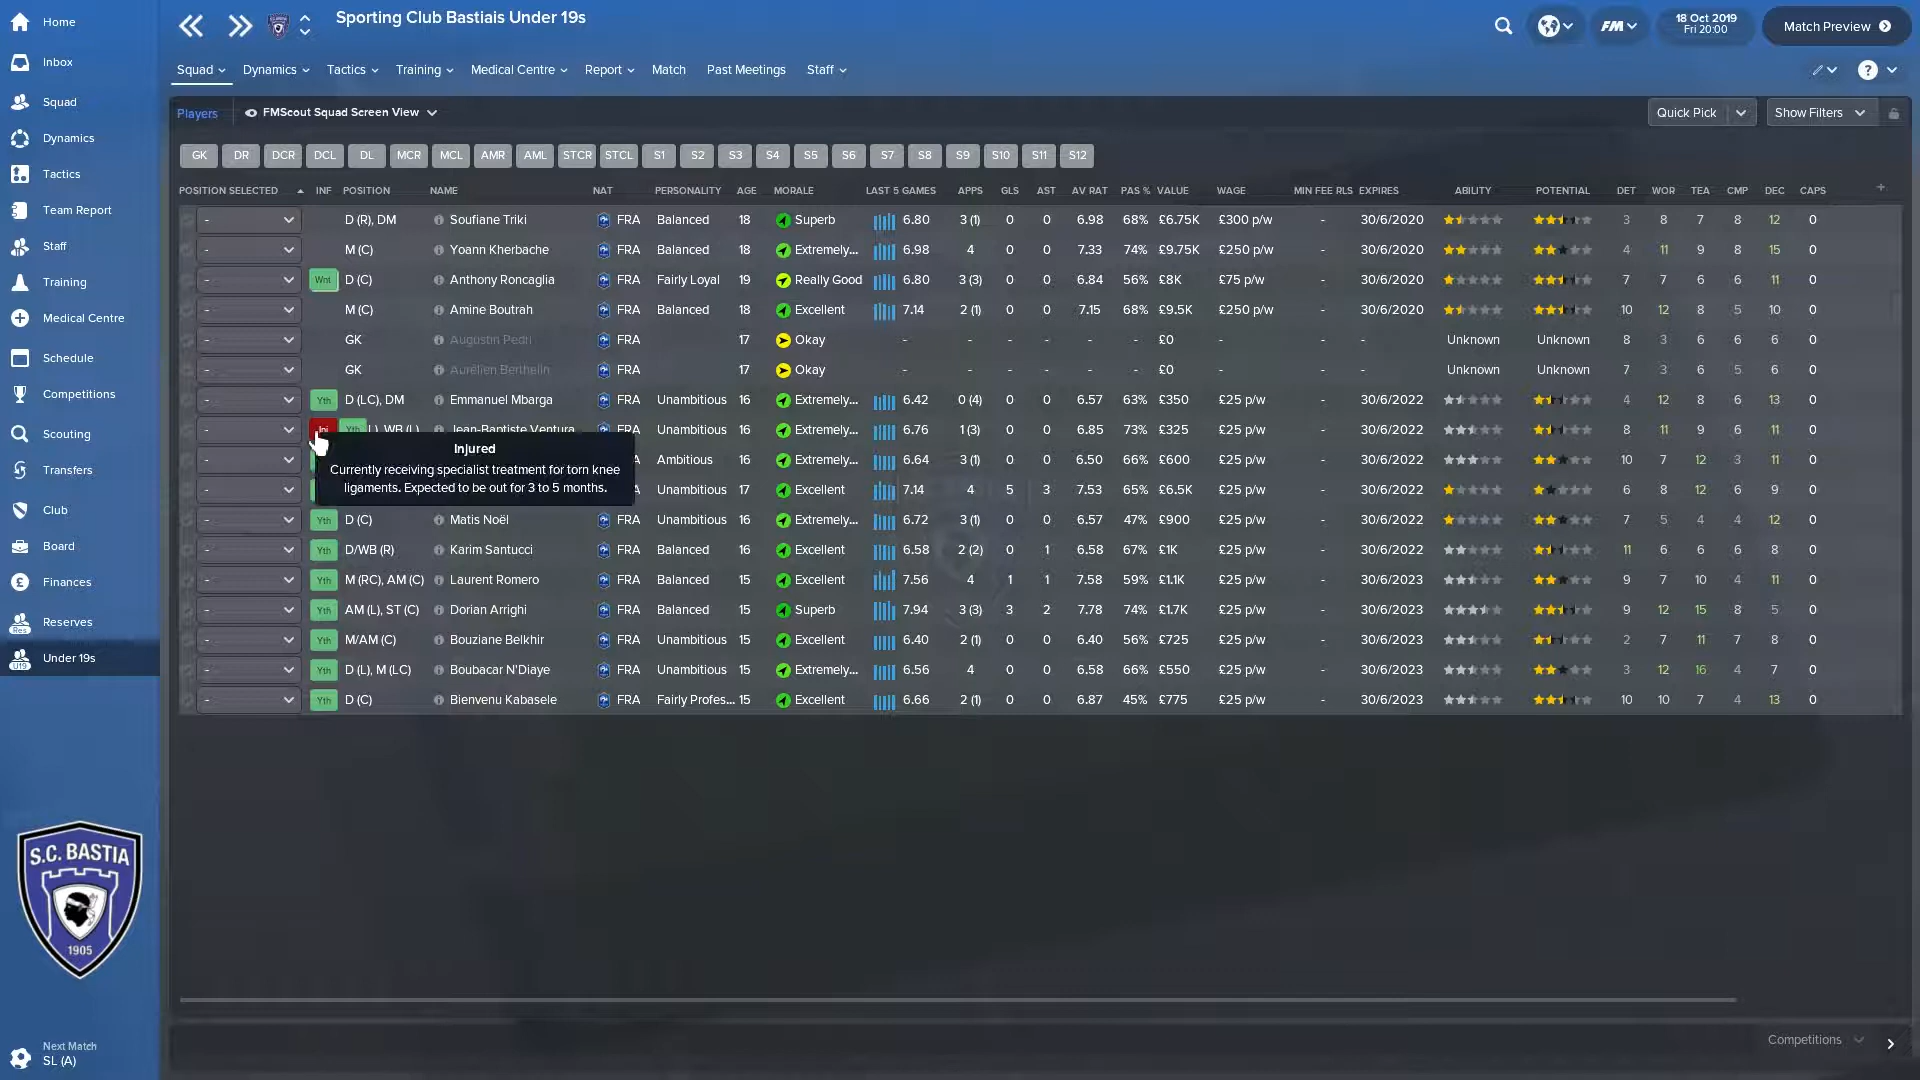 Home
Inbox
Squad
Dynamics
Tactics
Team Report
Staff
Training
Medical Centre
Schedule
Competitions
Scouting
Transfers
Club
Board
Finances
Reserves
Under 19s
S.C. BASTIA
1905
Next Match
SL (A)
Sporting Club Bastiais Under 19s
FM
18 Oct 2019
Fri 20:00
Match Preview
Squad Dynamics Tactics Training Medical Centre Report Match Past Meetings Staff
Players FMScout Squad Screen View Quick Pick Show Filters
GK DR DCR DCL DL MCR MCL AMR AML STCR STCL S1 S2 S3 S4 S5 S6 S7 S8 S9 S10 S11 S12
POSITION SELECTED INF POSITION NAME NAT PERSONALITY AGE MORALE LAST 5 GAMES APPS GLS AST AV RAT PAS % VALUE WAGE MIN FEE RLS EXPIRES ABILITY POTENTIAL DET WOR TEA CMP DEC CAPS
- D (R), DM Soufiane Triki FRA Balanced 18 Superb 6.80 3 (1) 0 0 6.98 68% £6.75K £300 p/w - 30/6/2020 3 8 7 8 12 0
- M (C) Yoann Kherbache FRA Balanced 18 Extremely... 6.98 4 0 0 7.33 74% £9.75K £250 p/w - 30/6/2020 4 11 9 8 15 0
- Wnt D (C) Anthony Roncaglia FRA Fairly Loyal 19 Really Good 6.80 3 (3) 0 0 6.84 56% £8K £75 p/w - 30/6/2020 7 7 6 6 11 0
- M (C) Amine Boutrah FRA Balanced 18 Excellent 7.14 2 (1) 0 0 7.15 68% £9.5K £250 p/w - 30/6/2020 10 12 8 5 10 0
- GK Augustin Pedri FRA 17 Okay - - - - - - £0 - - - Unknown Unknown 8 3 6 6 6 0
- GK Aurélien Berthelin FRA 17 Okay - - - - - - £0 - - - Unknown Unknown 7 3 6 5 6 0
- Yth D (LC), DM Emmanuel Mbarga FRA Unambitious 16 Extremely... 6.42 0 (4) 0 0 6.57 63% £350 £25 p/w - 30/6/2022 4 12 8 6 13 0
- Inj Yth L), WB (L) Jean-Baptiste Ventura FRA Unambitious 16 Extremely... 6.76 1 (3) 0 0 6.85 73% £325 £25 p/w - 30/6/2022 8 11 9 6 11 0
Injured
Currently receiving specialist treatment for torn knee
ligaments. Expected to be out for 3 to 5 months.
- A Ambitious 16 Extremely... 6.64 3 (1) 0 0 6.50 66% £600 £25 p/w - 30/6/2022 10 7 12 3 11 0
- A Unambitious 17 Excellent 7.14 4 5 3 7.53 65% £6.5K £25 p/w - 30/6/2022 6 8 12 6 9 0
- Yth D (C) Matis Noël FRA Unambitious 16 Extremely... 6.72 3 (1) 0 0 6.57 47% £900 £25 p/w - 30/6/2022 7 5 4 4 12 0
- Yth D/WB (R) Karim Santucci FRA Balanced 16 Excellent 6.58 2 (2) 0 1 6.58 67% £1K £25 p/w - 30/6/2022 11 6 6 6 8 0
- Yth M (RC), AM (C) Laurent Romero FRA Balanced 15 Excellent 7.56 4 1 1 7.58 59% £1.1K £25 p/w - 30/6/2023 9 7 10 4 11 0
- Yth AM (L), ST (C) Dorian Arrighi FRA Balanced 15 Superb 7.94 3 (3) 3 2 7.78 74% £1.7K £25 p/w - 30/6/2023 9 12 15 8 5 0
- Yth M/AM (C) Bouziane Belkhir FRA Unambitious 15 Excellent 6.40 2 (1) 0 0 6.40 56% £725 £25 p/w - 30/6/2023 2 7 11 7 8 0
- Yth D (L), M (LC) Boubacar N'Diaye FRA Unambitious 15 Extremely... 6.56 4 0 0 6.58 66% £550 £25 p/w - 30/6/2023 3 12 16 4 7 0
- Yth D (C) Bienvenu Kabasele FRA Fairly Profes... 15 Excellent 6.66 2 (1) 0 0 6.87 45% £775 £25 p/w - 30/6/2023 10 10 7 4 13 0
Competitions